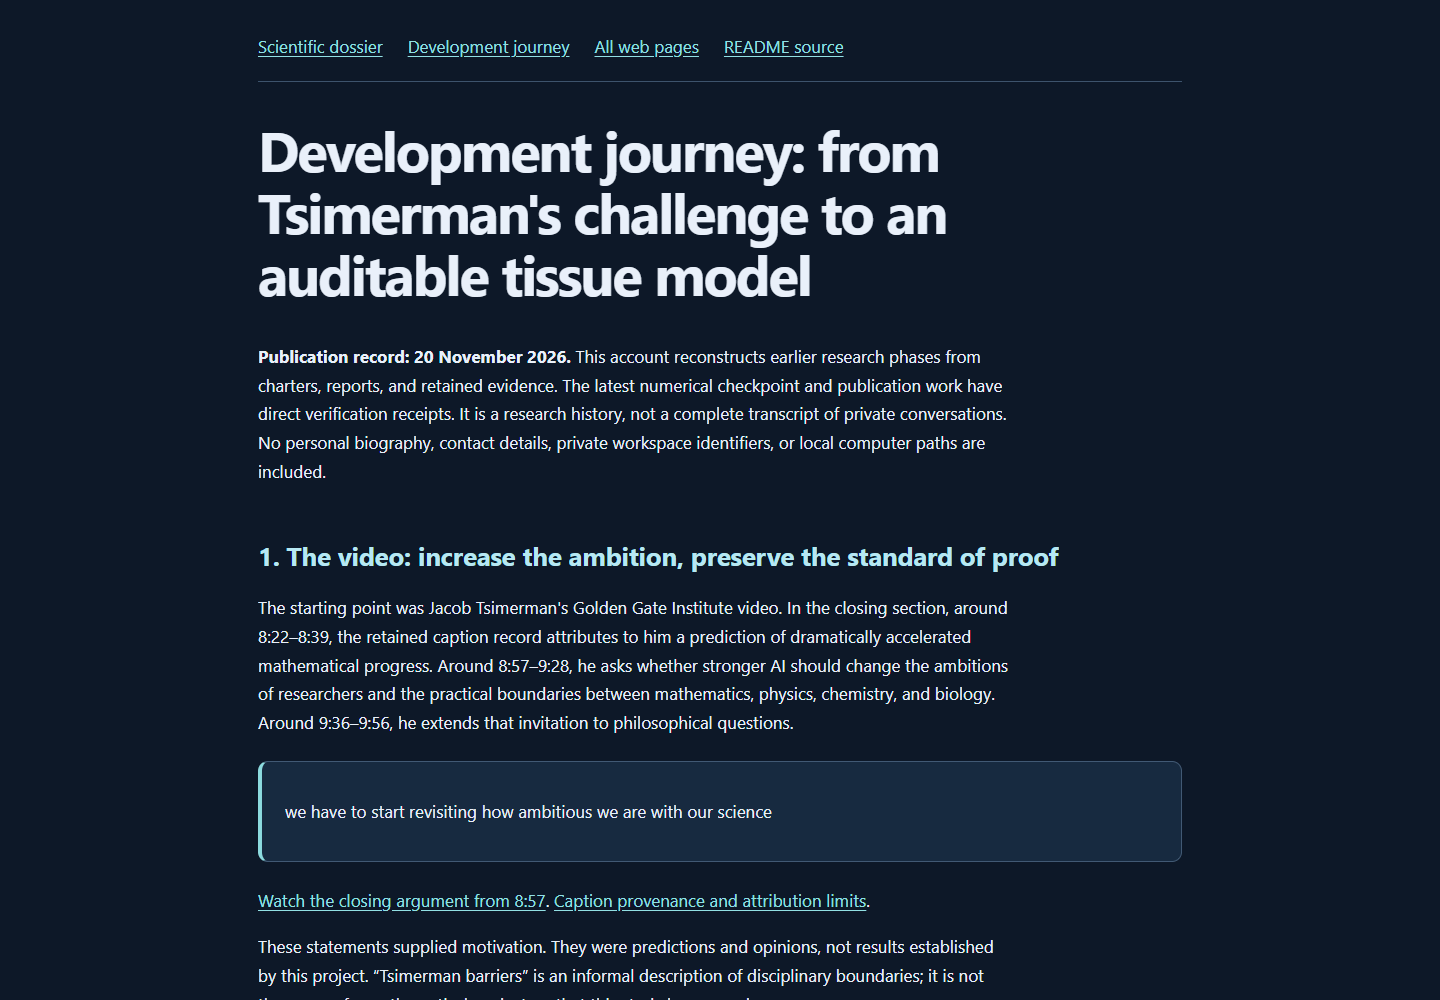 Scientific dossier Development journey All web pages README source
Development journey: from
Tsimerman's challenge to an
auditable tissue model
Publication record: 20 November 2026. This account reconstructs earlier research phases from
charters, reports, and retained evidence. The latest numerical checkpoint and publication work have
direct verification receipts. It is a research history, not a complete transcript of private conversations.
No personal biography, contact details, private workspace identifiers, or local computer paths are
included.
1. The video: increase the ambition, preserve the standard of proof
The starting point was Jacob Tsimerman's Golden Gate Institute video. In the closing section, around
8:22–8:39, the retained caption record attributes to him a prediction of dramatically accelerated
mathematical progress. Around 8:57–9:28, he asks whether stronger AI should change the ambitions
of researchers and the practical boundaries between mathematics, physics, chemistry, and biology.
Around 9:36–9:56, he extends that invitation to philosophical questions.
we have to start revisiting how ambitious we are with our science
Watch the closing argument from 8:57. Caption provenance and attribution limits.
These statements supplied motivation. They were predictions and opinions, not results established
by this project. “Tsimerman barriers” is an informal description of disciplinary boundaries; it is not